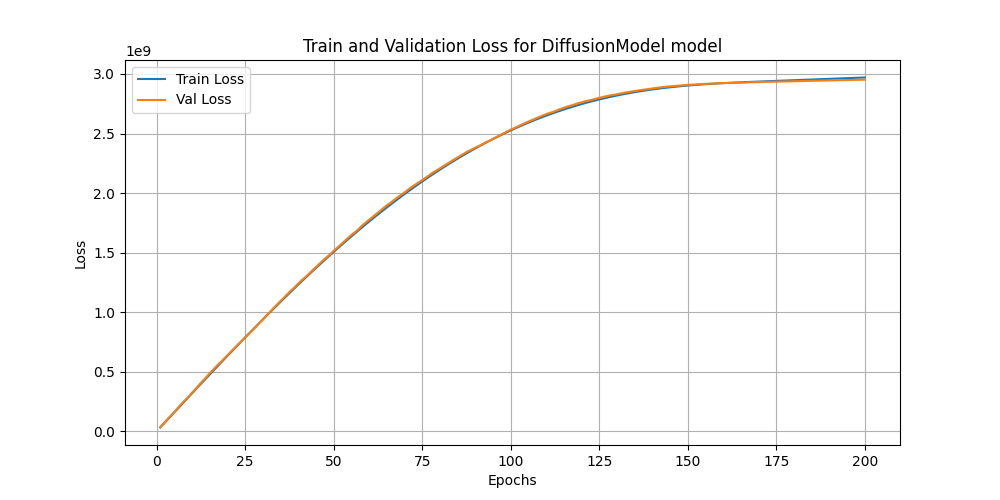 Train and Validation Loss for DiffusionModel model
1e9
Train Loss
Val Loss
3.0
2.5
2.0
1.5
1.0
0.5
0.0
Loss
0 25 50 75 100 125 150 175 200
Epochs